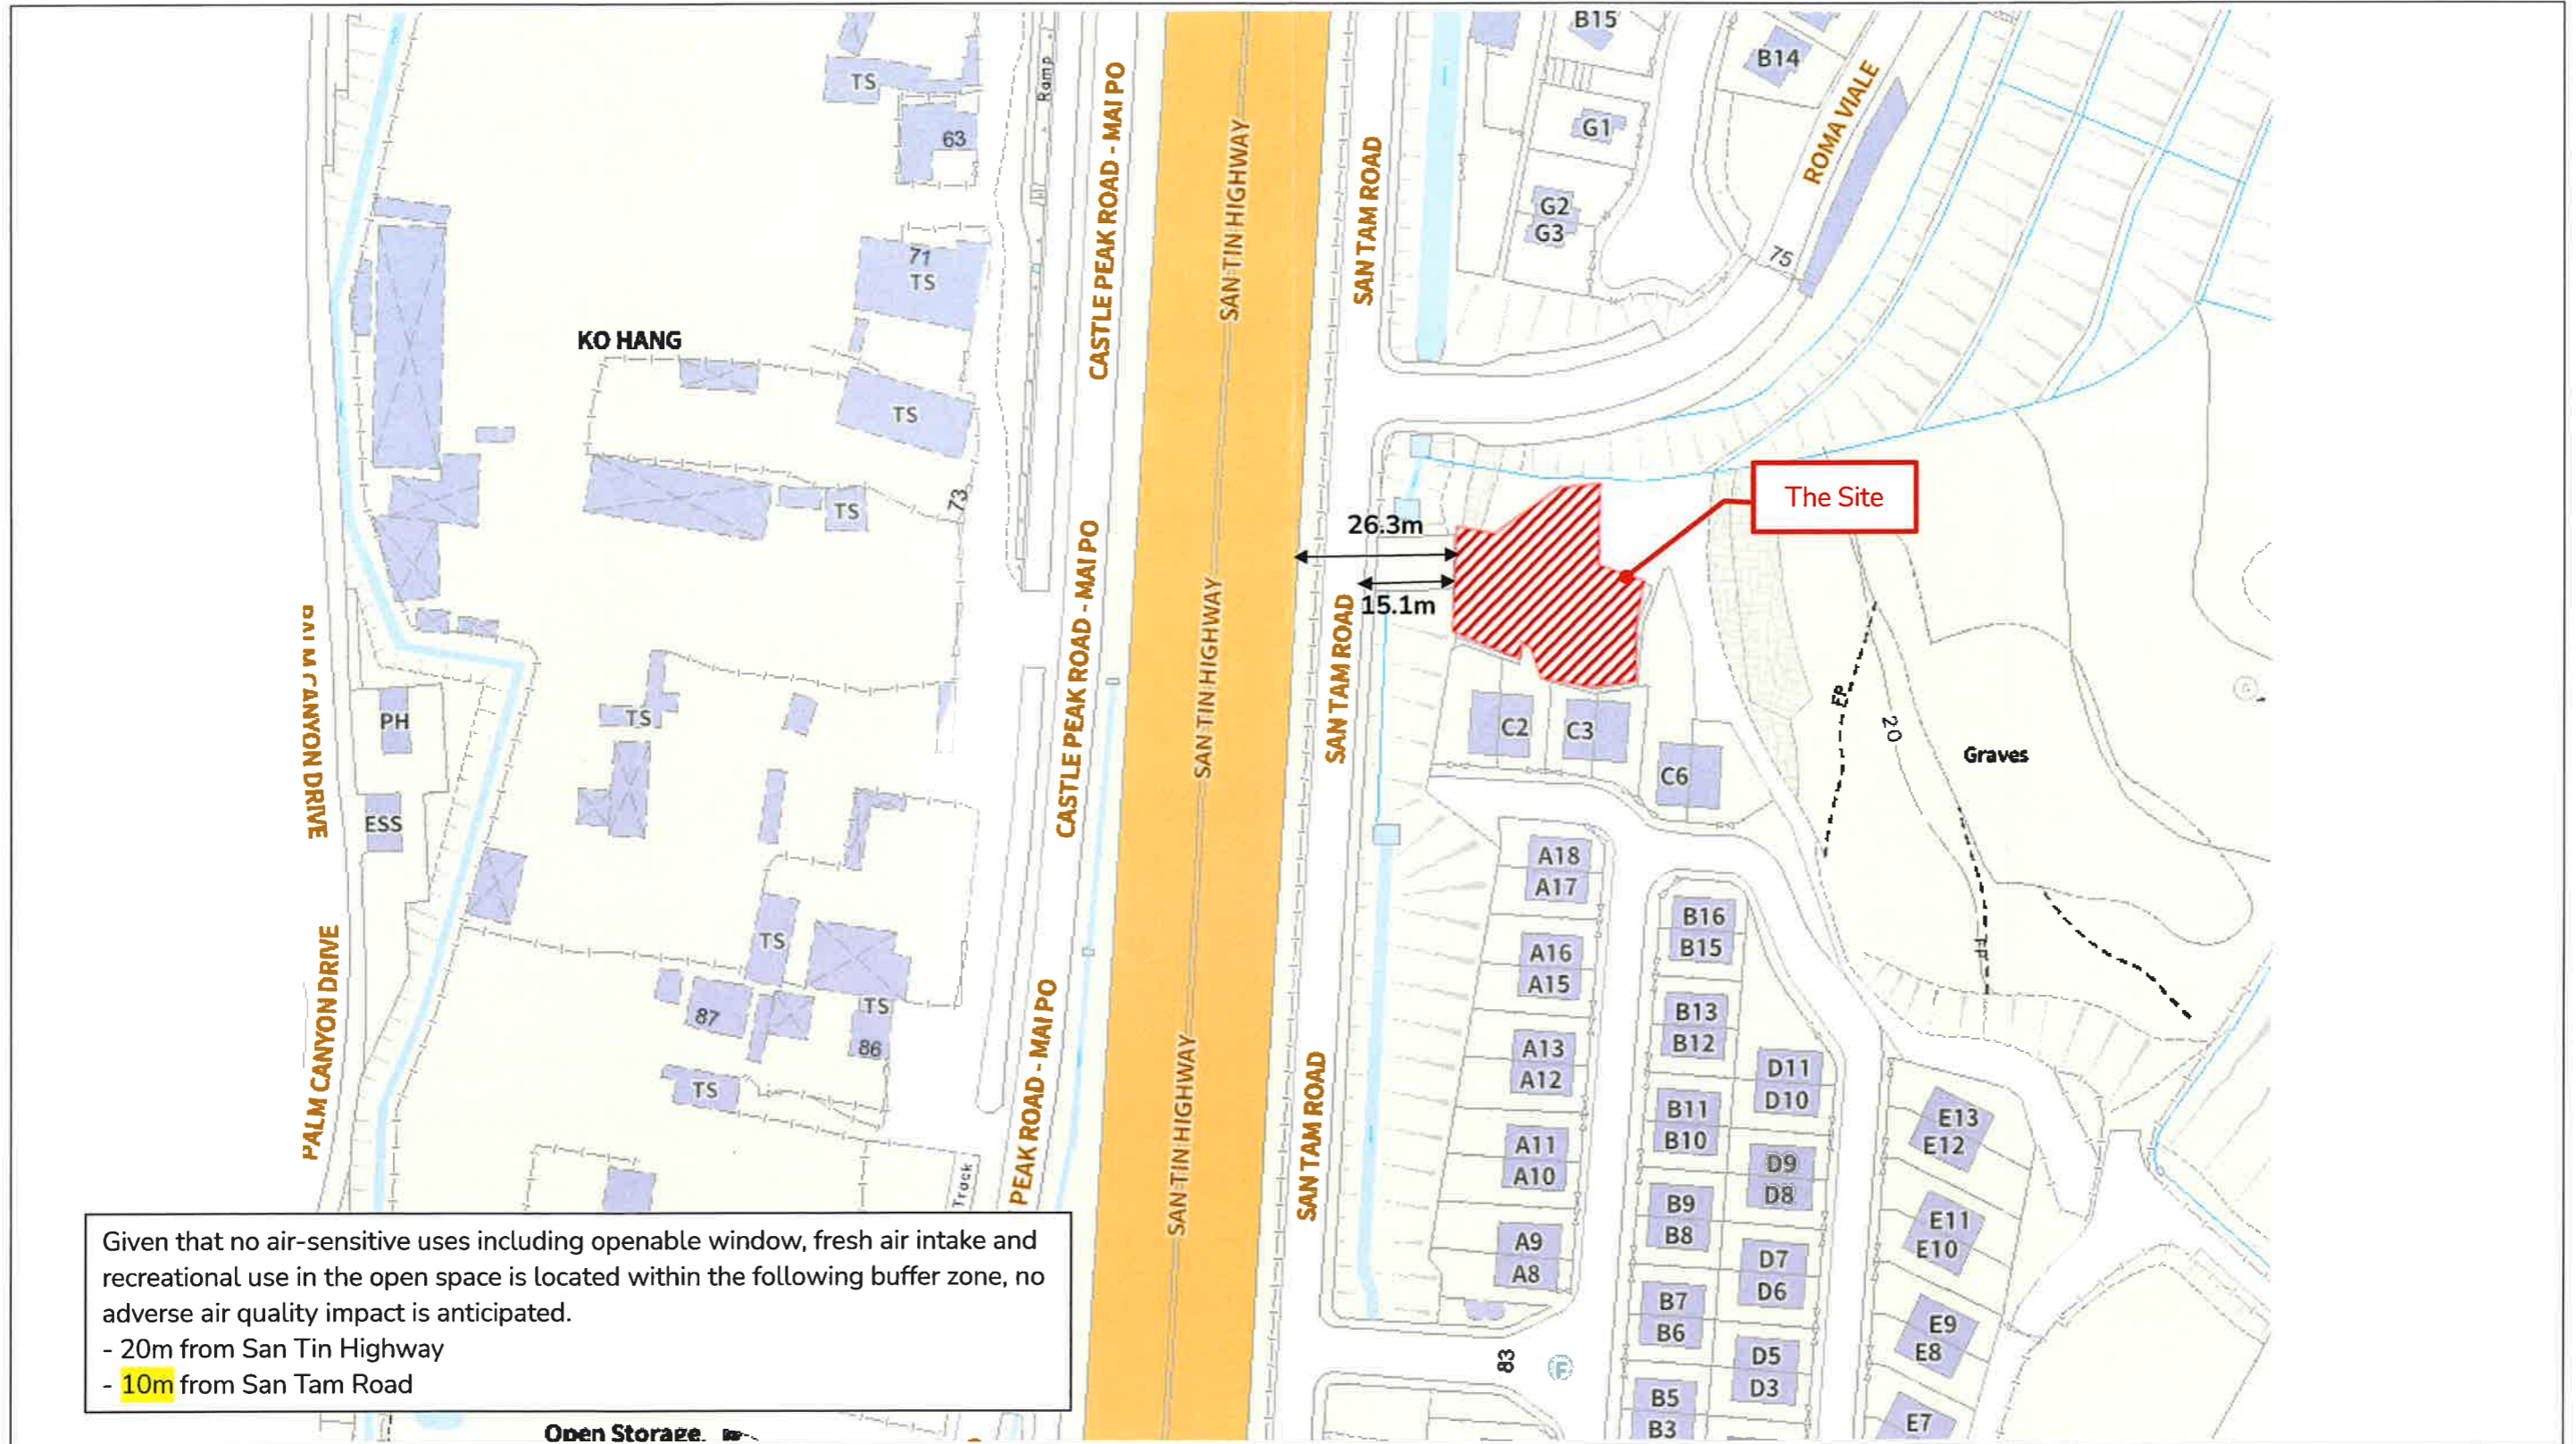 B15
B14
ROMA VIALE
TS
63
Ramp
CASTLE PEAK ROAD - MAI PO
SAN TIN HIGHWAY
SAN TAM ROAD
G1
G2
G3
75
71
TS
KO HANG
TS
TS
73
The Site
26.3m
15.1m
CASTLE PEAK ROAD - MAI PO
SAN TIN HIGHWAY
SAN TAM ROAD
PALM CANYON DRIVE
PH
TS
C2
C3
C6
FP
20
Graves
ESS
A18
A17
B16
B15
TS
A16
A15
FP
PALM CANYON DRIVE
87
TS
86
TS
B13
B12
A13
A12
D11
D10
B11
B10
E13
E12
A11
A10
D9
D8
PEAK ROAD - MAI PO
SAN TIN HIGHWAY
SAN TAM ROAD
Track
B9
B8
E11
E10
A9
A8
D7
D6
B7
B6
E9
E8
83
F
D5
D3
B5
B3
E7
Given that no air-sensitive uses including openable window, fresh air intake and
recreational use in the open space is located within the following buffer zone, no
adverse air quality impact is anticipated.
- 20m from San Tin Highway
- 10m from San Tam Road
Open Storage